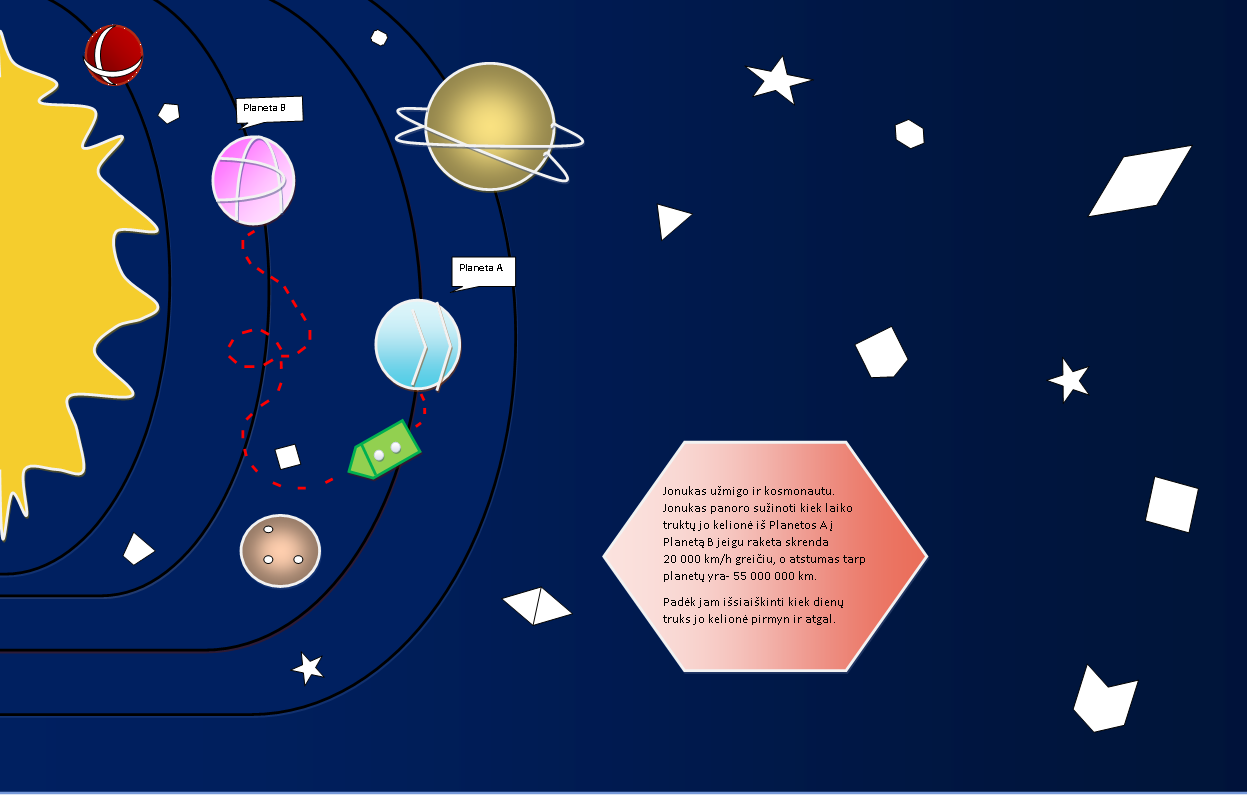 Planeta B
Planeta A
Jonukas užmigo ir kosmonautu.
Jonukas panoro sužinoti kiek laiko
truktų jo kelionė iš Planetos A į
Planetą B jeigu raketa skrenda
20 000 km/h greičiu, o atstumas tarp
planetų yra- 55 000 000 km.
Padėk jam išsiaiškinti kiek dienų
truks jo kelionė pirmyn ir atgal.